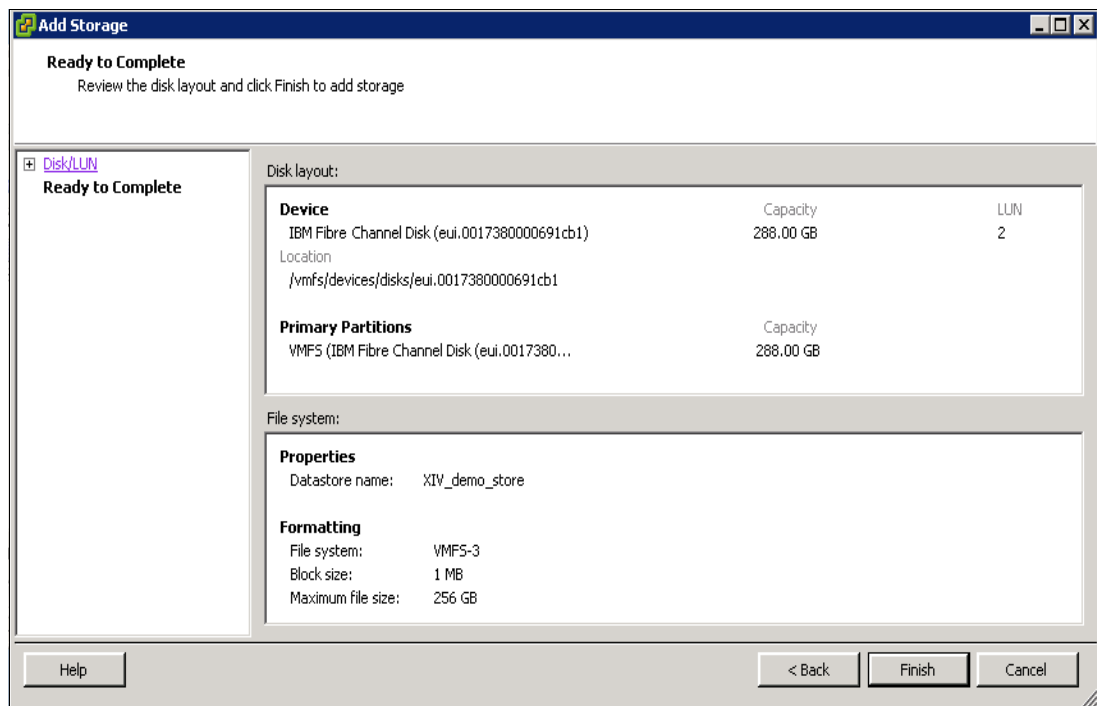 Add Storage
Ready to Complete
Review the disk layout and click Finish to add storage
Disk/LUN
Ready to Complete
Disk layout:
Device Capacity LUN
IBM Fibre Channel Disk (eui.0017380000691cb1) 288.00 GB 2
Location
/vmfs/devices/disks/eui.0017380000691cb1
Primary Partitions Capacity
VMFS (IBM Fibre Channel Disk (eui.0017380... 288.00 GB
File system:
Properties
Datastore name: XIV_demo_store
Formatting
File system: VMFS-3
Block size: 1 MB
Maximum file size: 256 GB
Help < Back Finish Cancel